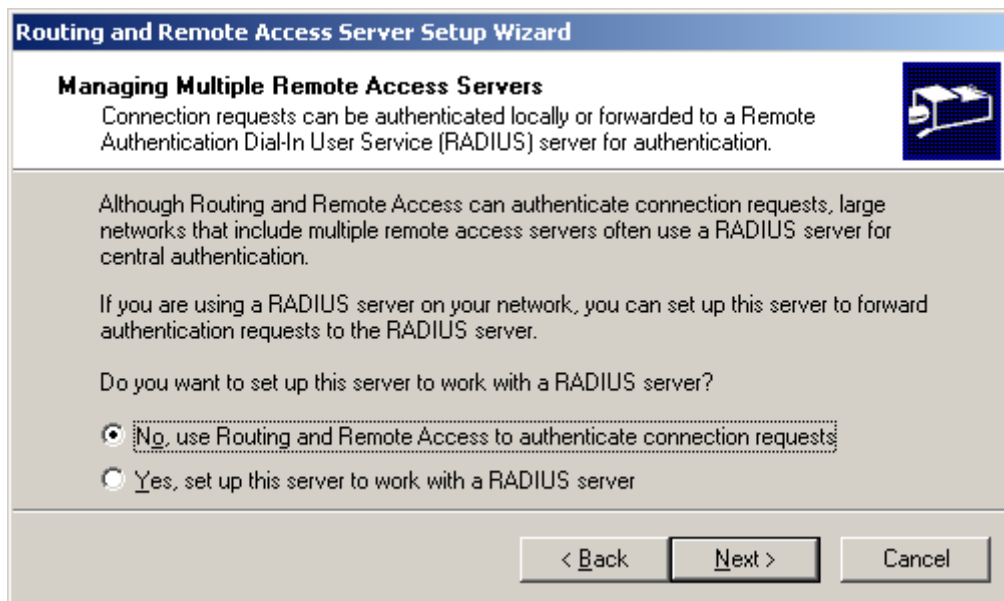 Routing and Remote Access Server Setup Wizard
Managing Multiple Remote Access Servers
Connection requests can be authenticated locally or forwarded to a Remote
Authentication Dial-In User Service (RADIUS) server for authentication.
Although Routing and Remote Access can authenticate connection requests, large
networks that include multiple remote access servers often use a RADIUS server for
central authentication.
If you are using a RADIUS server on your network, you can set up this server to forward
authentication requests to the RADIUS server.
Do you want to set up this server to work with a RADIUS server?
No, use Routing and Remote Access to authenticate connection requests
Yes, set up this server to work with a RADIUS server
< Back Next > Cancel